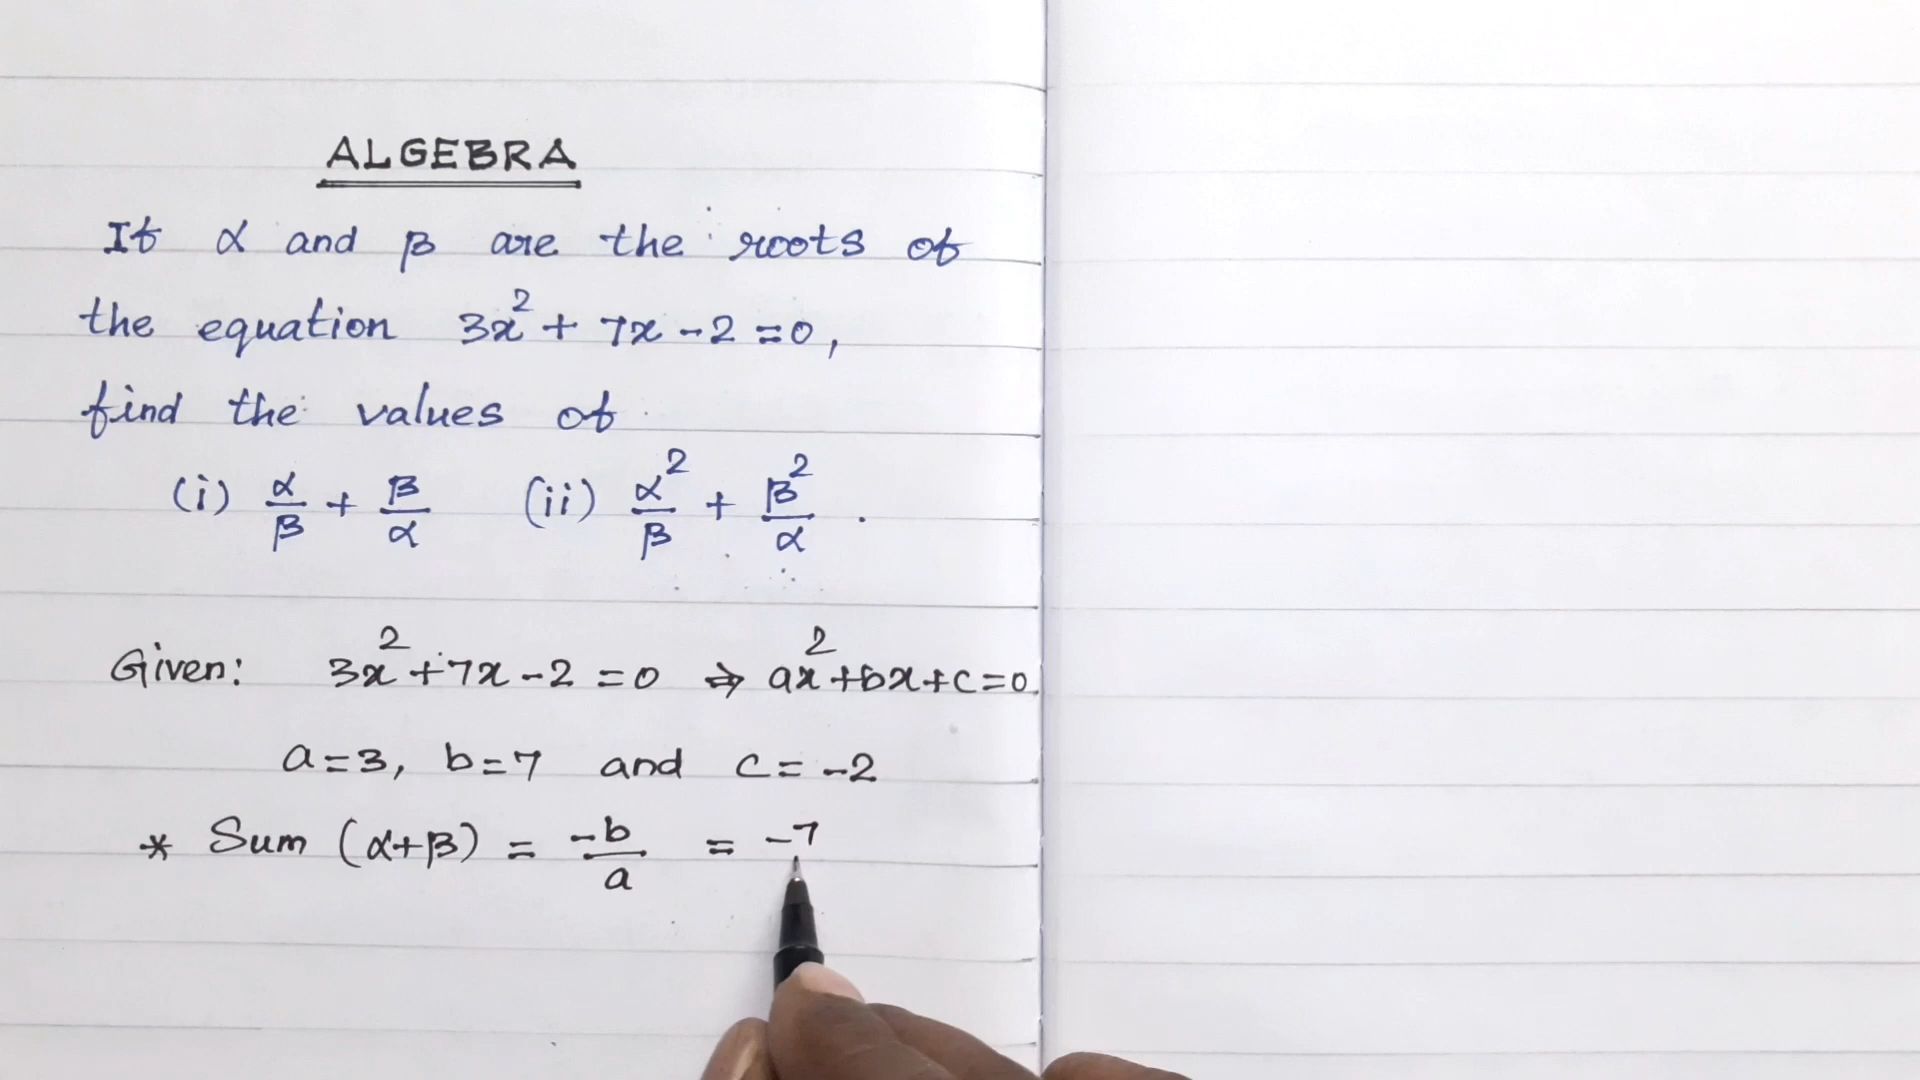 ALGEBRA
If α and β are the roots of
the equation 3x² + 7x - 2 = 0,
find the values of
(i) α/β + β/α (ii) α²/β + β²/α .
Given: 3x² + 7x - 2 = 0 ⇒ ax² + bx + c = 0.
a = 3, b = 7 and c = -2
* Sum (α+β) = -b/a = -7